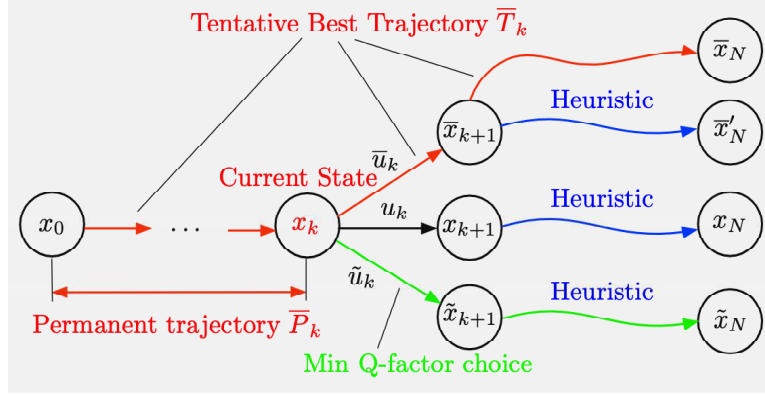 Tentative Best Trajectory T̅ₖ
x̅_N
Heuristic
x̅ₖ₊₁
x̅′_N
u̅ₖ
Current State
Heuristic
x₀
···
xₖ
uₖ
xₖ₊₁
x_N
ũₖ
Heuristic
x̃ₖ₊₁
x̃_N
Permanent trajectory P̅ₖ
Min Q-factor choice